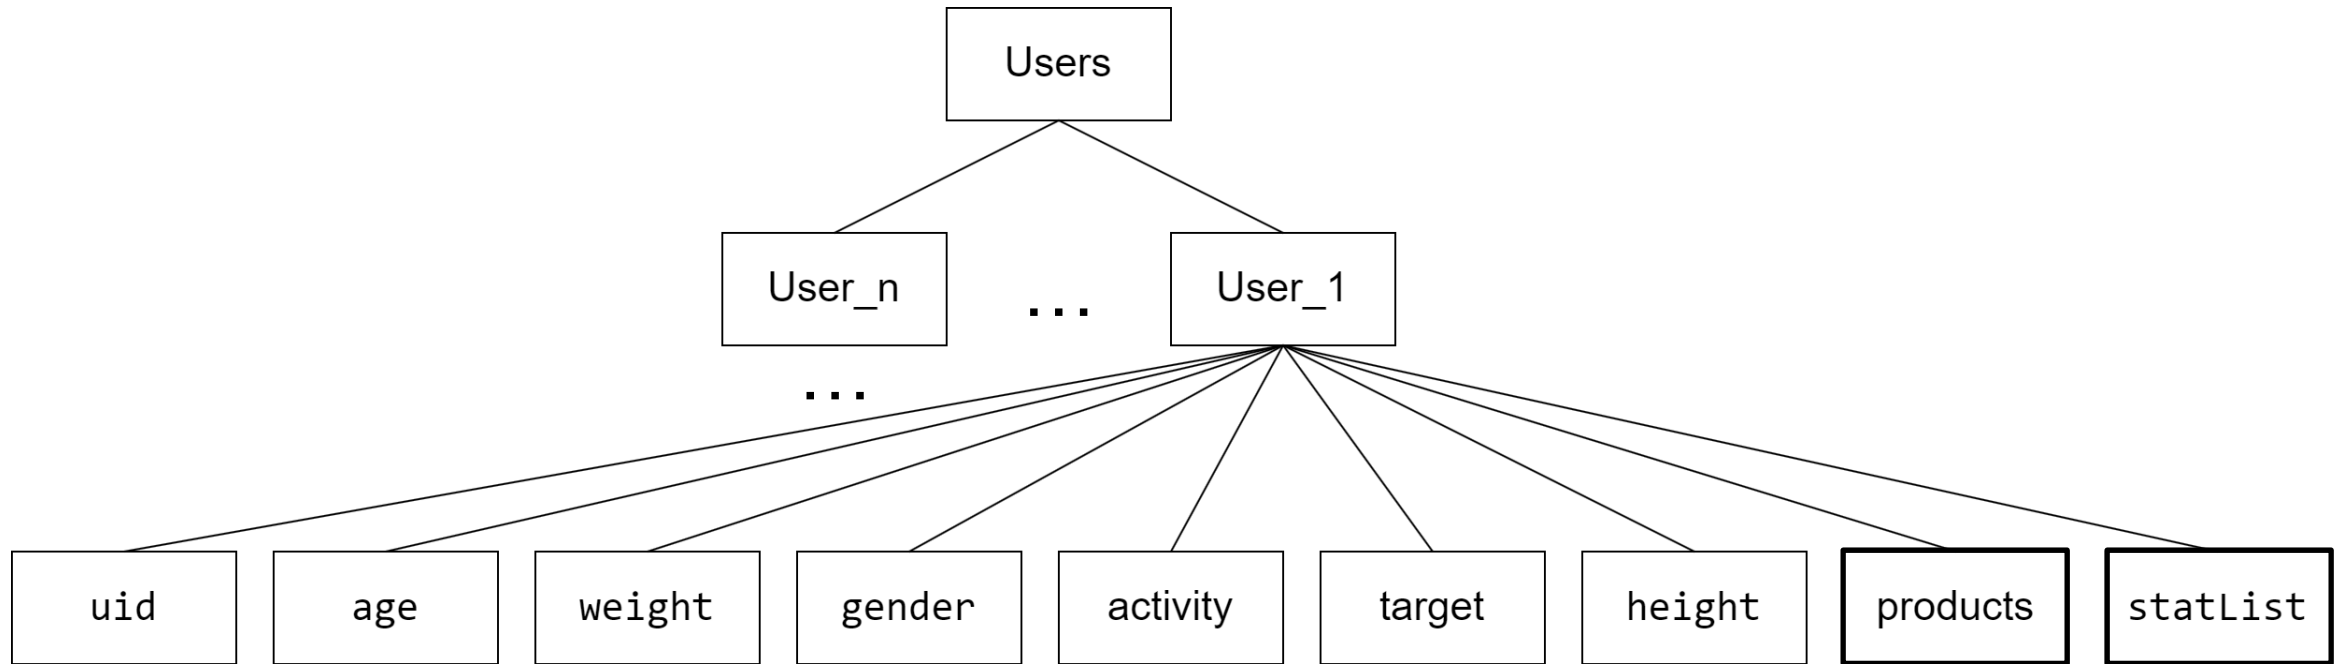 Users
User_n
...
User_1
...
uid
age
weight
gender
activity
target
height
products
statList